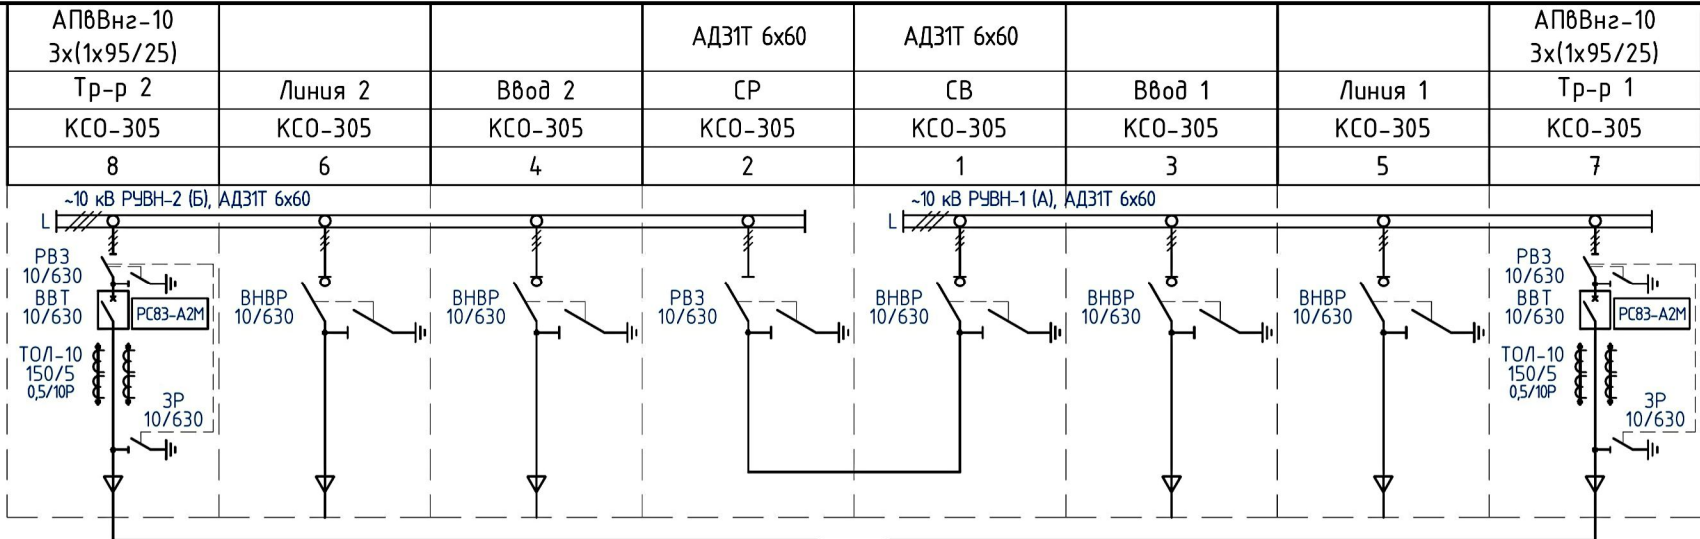 АПвВнг-10
3х(1х95/25)
АД31Т 6х60
АД31Т 6х60
АПвВнг-10
3х(1х95/25)
Тр-р 2
Линия 2
Ввод 2
СР
СВ
Ввод 1
Линия 1
Тр-р 1
КСО-305
КСО-305
КСО-305
КСО-305
КСО-305
КСО-305
КСО-305
КСО-305
8
6
4
2
1
3
5
7
~10 кВ РУВН-2 (Б), АД31Т 6х60
~10 кВ РУВН-1 (А), АД31Т 6х60
L
L
РВЗ
10/630
ВВТ
10/630
РС83-А2М
ТОЛ-10
150/5
0,5/10Р
ЗР
10/630
ВНВР
10/630
ВНВР
10/630
РВЗ
10/630
ВНВР
10/630
ВНВР
10/630
ВНВР
10/630
РВЗ
10/630
ВВТ
10/630
РС83-А2М
ТОЛ-10
150/5
0,5/10Р
ЗР
10/630